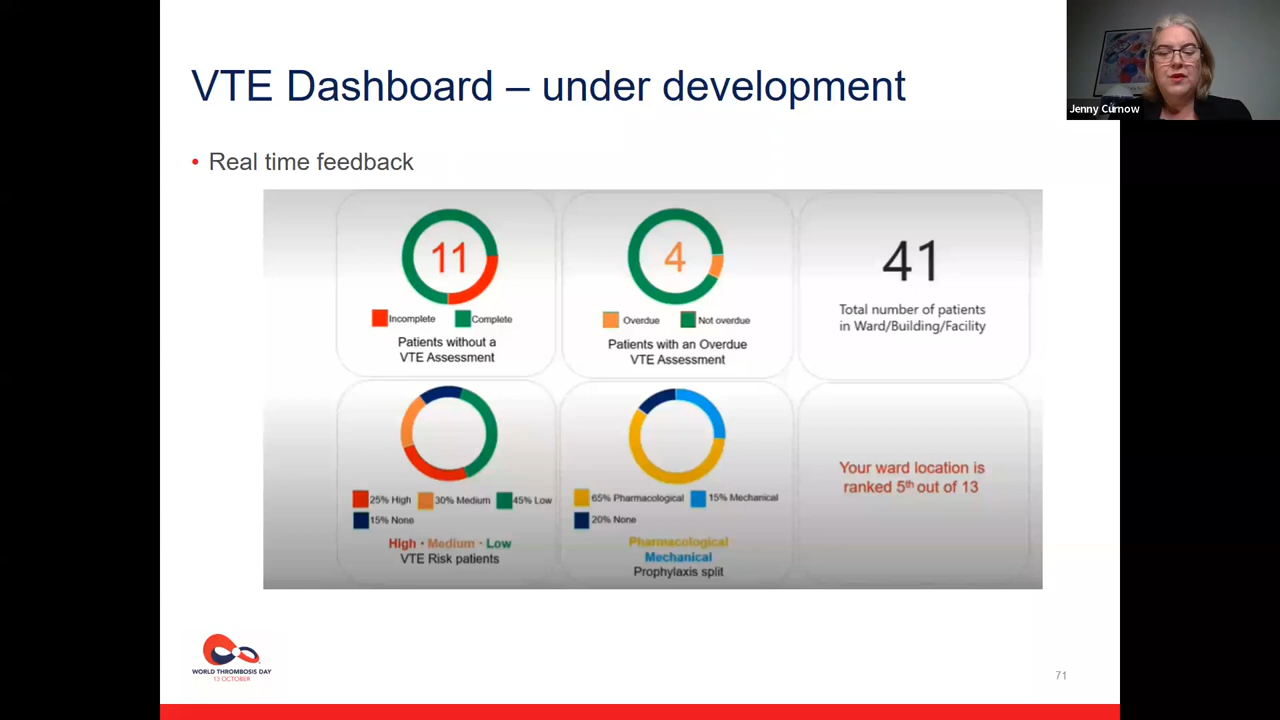 VTE Dashboard – under development
Jenny Curnow
• Real time feedback
11
Incomplete Complete
Patients without a
VTE Assessment
4
Overdue Not overdue
Patients with an Overdue
VTE Assessment
41
Total number of patients
in Ward/Building/Facility
25% High 30% Medium 45% Low
15% None
High · Medium · Low
VTE Risk patients
65% Pharmacological 15% Mechanical
20% None
Pharmacological
Mechanical
Prophylaxis split
Your ward location is
ranked 5th out of 13
WORLD THROMBOSIS DAY
13 OCTOBER
71